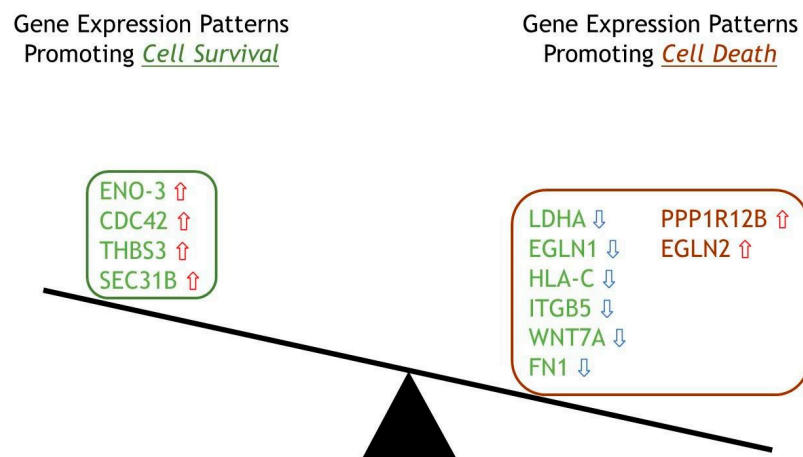 Gene Expression Patterns
Promoting Cell Survival
Gene Expression Patterns
Promoting Cell Death
ENO-3 ⇧
CDC42 ⇧
THBS3 ⇧
SEC31B ⇧
LDHA ⇩
EGLN1 ⇩
HLA-C ⇩
ITGB5 ⇩
WNT7A ⇩
FN1 ⇩
PPP1R12B ⇧
EGLN2 ⇧